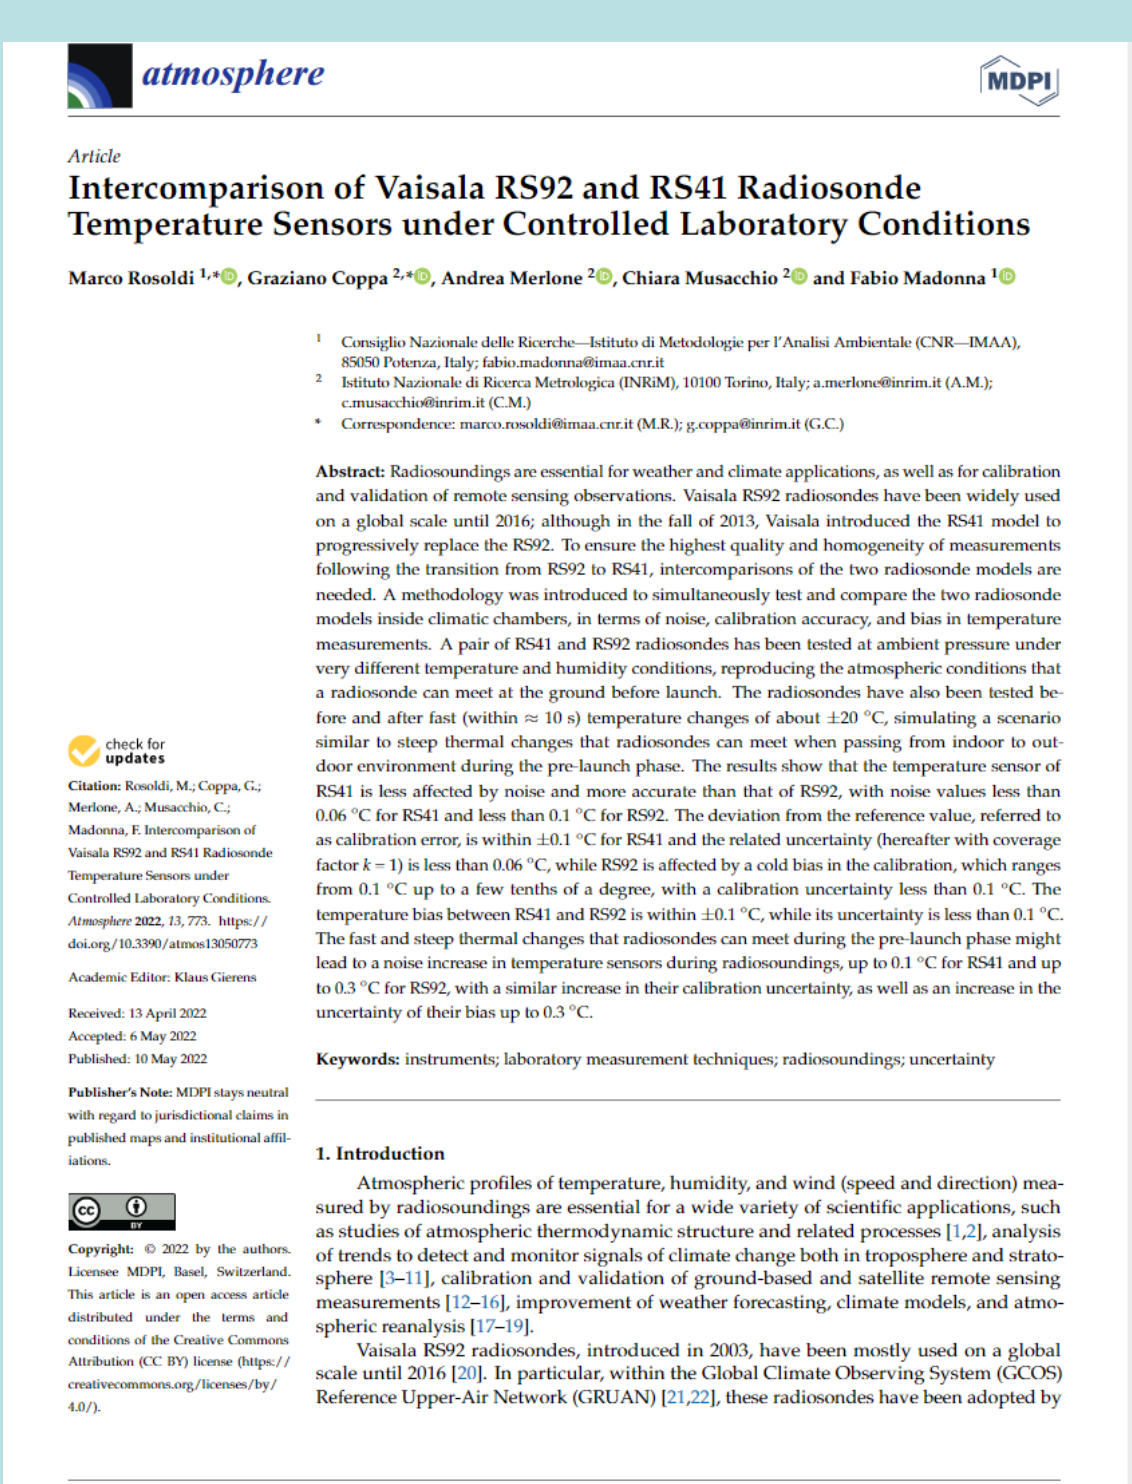 atmosphere
MDPI
Article
Intercomparison of Vaisala RS92 and RS41 Radiosonde
Temperature Sensors under Controlled Laboratory Conditions
Marco Rosoldi 1,*iD, Graziano Coppa 2,*iD, Andrea Merlone 2iD, Chiara Musacchio 2iD and Fabio Madonna 1iD
1 Consiglio Nazionale delle Ricerche—Istituto di Metodologie per l'Analisi Ambientale (CNR—IMAA),
85050 Potenza, Italy; fabio.madonna@imaa.cnr.it
2 Istituto Nazionale di Ricerca Metrologica (INRiM), 10100 Torino, Italy; a.merlone@inrim.it (A.M.);
c.musacchio@inrim.it (C.M.)
* Correspondence: marco.rosoldi@imaa.cnr.it (M.R.); g.coppa@inrim.it (G.C.)
Abstract: Radiosoundings are essential for weather and climate applications, as well as for calibration
and validation of remote sensing observations. Vaisala RS92 radiosondes have been widely used
on a global scale until 2016; although in the fall of 2013, Vaisala introduced the RS41 model to
progressively replace the RS92. To ensure the highest quality and homogeneity of measurements
following the transition from RS92 to RS41, intercomparisons of the two radiosonde models are
needed. A methodology was introduced to simultaneously test and compare the two radiosonde
models inside climatic chambers, in terms of noise, calibration accuracy, and bias in temperature
measurements. A pair of RS41 and RS92 radiosondes has been tested at ambient pressure under
very different temperature and humidity conditions, reproducing the atmospheric conditions that
a radiosonde can meet at the ground before launch. The radiosondes have also been tested be-
fore and after fast (within ≈ 10 s) temperature changes of about ±20 °C, simulating a scenario
similar to steep thermal changes that radiosondes can meet when passing from indoor to out-
door environment during the pre-launch phase. The results show that the temperature sensor of
RS41 is less affected by noise and more accurate than that of RS92, with noise values less than
0.06 °C for RS41 and less than 0.1 °C for RS92. The deviation from the reference value, referred to
as calibration error, is within ±0.1 °C for RS41 and the related uncertainty (hereafter with coverage
factor k = 1) is less than 0.06 °C, while RS92 is affected by a cold bias in the calibration, which ranges
from 0.1 °C up to a few tenths of a degree, with a calibration uncertainty less than 0.1 °C. The
temperature bias between RS41 and RS92 is within ±0.1 °C, while its uncertainty is less than 0.1 °C.
The fast and steep thermal changes that radiosondes can meet during the pre-launch phase might
lead to a noise increase in temperature sensors during radiosoundings, up to 0.1 °C for RS41 and up
to 0.3 °C for RS92, with a similar increase in their calibration uncertainty, as well as an increase in the
uncertainty of their bias up to 0.3 °C.
Keywords: instruments; laboratory measurement techniques; radiosoundings; uncertainty
check for
updates
Citation: Rosoldi, M.; Coppa, G.;
Merlone, A.; Musacchio, C.;
Madonna, F. Intercomparison of
Vaisala RS92 and RS41 Radiosonde
Temperature Sensors under
Controlled Laboratory Conditions.
Atmosphere 2022, 13, 773. https://
doi.org/10.3390/atmos13050773
Academic Editor: Klaus Gierens
Received: 13 April 2022
Accepted: 6 May 2022
Published: 10 May 2022
Publisher's Note: MDPI stays neutral
with regard to jurisdictional claims in
published maps and institutional affil-
iations.
cc
BY
Copyright: © 2022 by the authors.
Licensee MDPI, Basel, Switzerland.
This article is an open access article
distributed under the terms and
conditions of the Creative Commons
Attribution (CC BY) license (https://
creativecommons.org/licenses/by/
4.0/).
1. Introduction
Atmospheric profiles of temperature, humidity, and wind (speed and direction) mea-
sured by radiosoundings are essential for a wide variety of scientific applications, such
as studies of atmospheric thermodynamic structure and related processes [1,2], analysis
of trends to detect and monitor signals of climate change both in troposphere and strato-
sphere [3–11], calibration and validation of ground-based and satellite remote sensing
measurements [12–16], improvement of weather forecasting, climate models, and atmo-
spheric reanalysis [17–19].
Vaisala RS92 radiosondes, introduced in 2003, have been mostly used on a global
scale until 2016 [20]. In particular, within the Global Climate Observing System (GCOS)
Reference Upper-Air Network (GRUAN) [21,22], these radiosondes have been adopted by